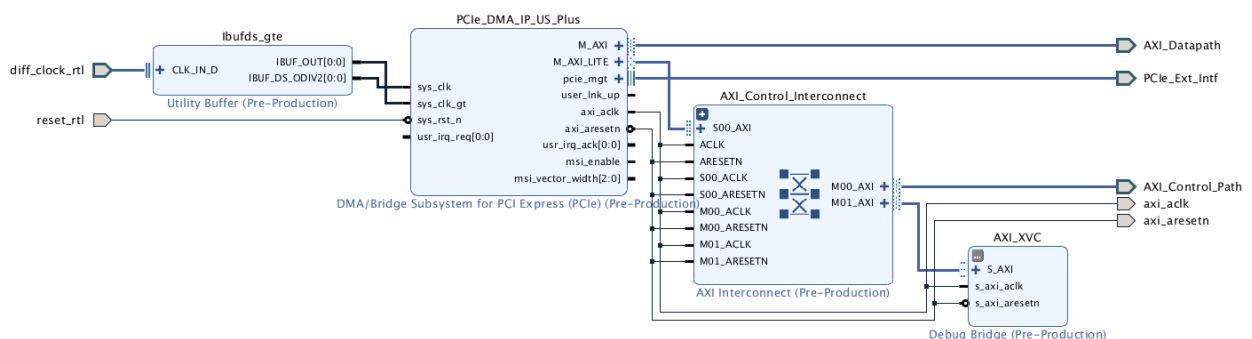 diff_clock_rtl
reset_rtl
Ibufds_gte
CLK_IN_D
IBUF_OUT[0:0]
IBUF_DS_ODIV2[0:0]
Utility Buffer (Pre-Production)
PCIe_DMA_IP_US_Plus
sys_clk
sys_clk_gt
sys_rst_n
usr_irq_req[0:0]
M_AXI
M_AXI_LITE
pcie_mgt
user_lnk_up
axi_aclk
axi_aresetn
usr_irq_ack[0:0]
msi_enable
msi_vector_width[2:0]
DMA/Bridge Subsystem for PCI Express (PCIe) (Pre-Production)
AXI_Control_Interconnect
S00_AXI
ACLK
ARESETN
S00_ACLK
S00_ARESETN
M00_ACLK
M00_ARESETN
M01_ACLK
M01_ARESETN
M00_AXI
M01_AXI
AXI Interconnect (Pre-Production)
AXI_XVC
S_AXI
s_axi_aclk
s_axi_aresetn
Debug Bridge (Pre-Production)
AXI_Datapath
PCIe_Ext_Intf
AXI_Control_Path
axi_aclk
axi_aresetn